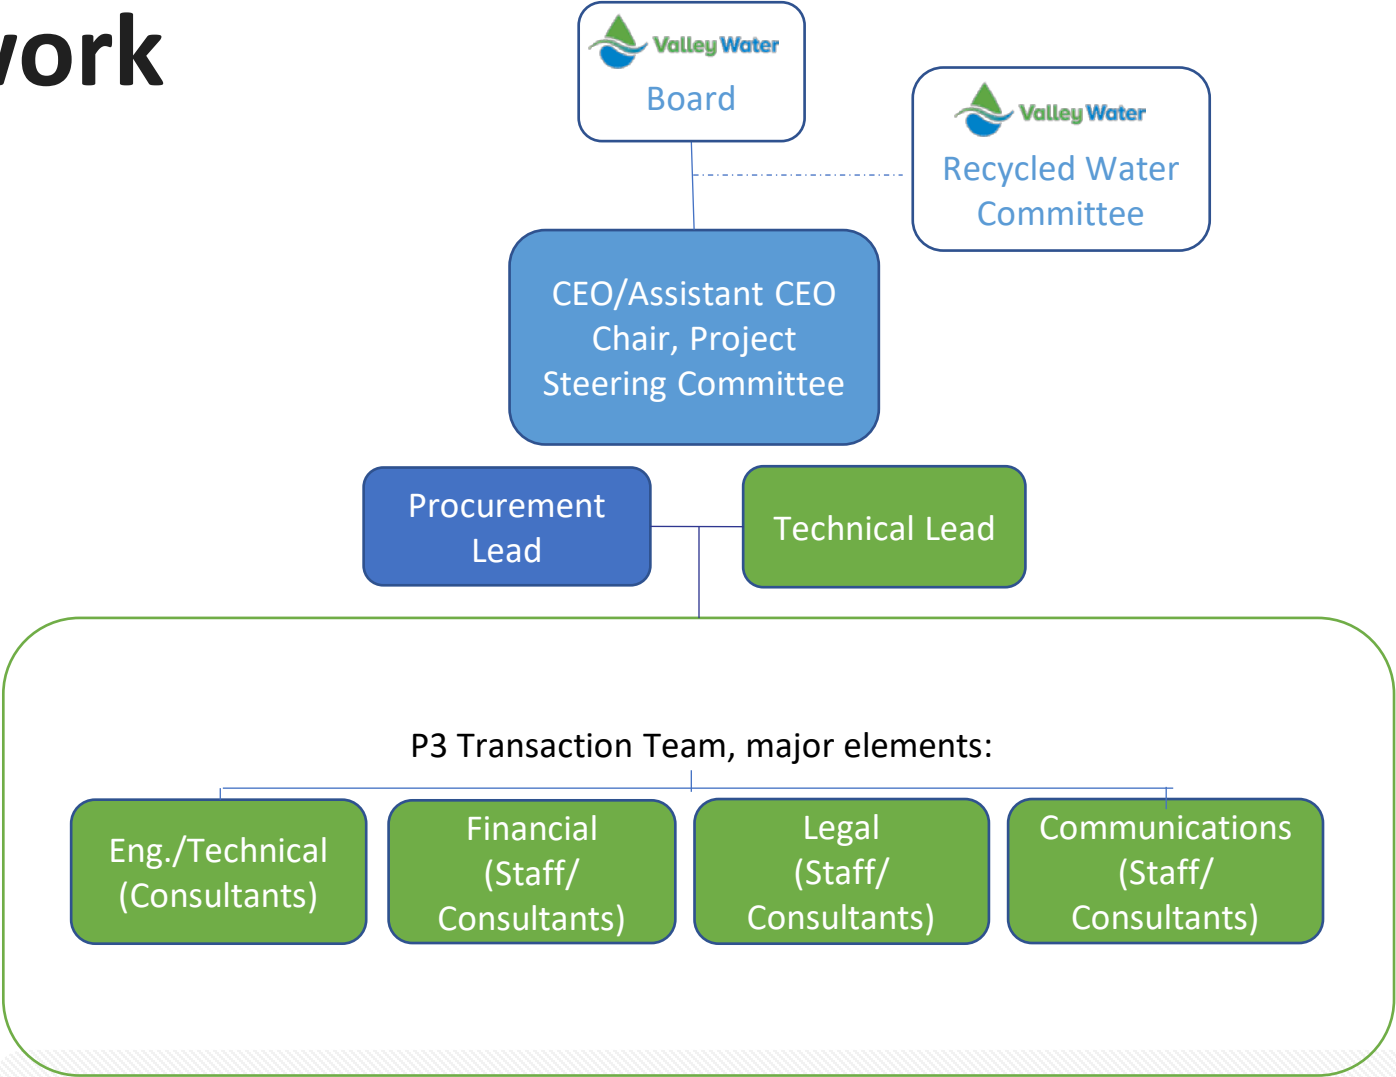 work
Valley Water
Board
Valley Water
Recycled Water
Committee
CEO/Assistant CEO
Chair, Project
Steering Committee
Procurement
Lead
Technical Lead
P3 Transaction Team, major elements:
Eng./Technical
(Consultants)
Financial
(Staff/
Consultants)
Legal
(Staff/
Consultants)
Communications
(Staff/
Consultants)